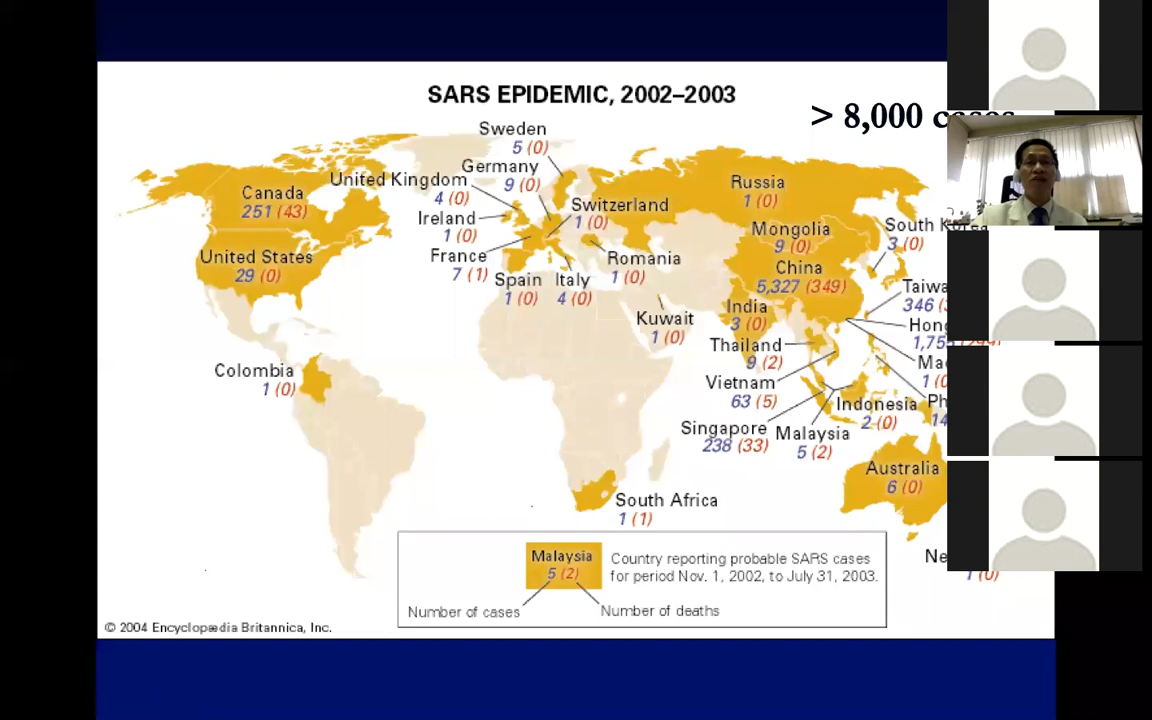 SARS EPIDEMIC, 2002–2003
> 8,000
Sweden
5 (0)
Germany
9 (0)
United Kingdom
4 (0)
Canada
251 (43)
Switzerland
1 (0)
Russia
1 (0)
Ireland
1 (0)
South
3 (0)
Mongolia
9 (0)
United States
29 (0)
France
7 (1)
Romania
1 (0)
China
5,327 (349)
Spain
1 (0)
Italy
4 (0)
346
India
3 (0)
Kuwait
1 (0)
Thailand
9 (2)
Colombia
1 (0)
Vietnam
63 (5)
Indonesia
2 (0)
Singapore
238 (33)
Malaysia
5 (2)
Australia
6 (0)
South Africa
1 (1)
1 (0)
Malaysia
5 (2)
Country reporting probable SARS cases
for period Nov. 1, 2002, to July 31, 2003.
Number of cases
Number of deaths
© 2004 Encyclopædia Britannica, Inc.